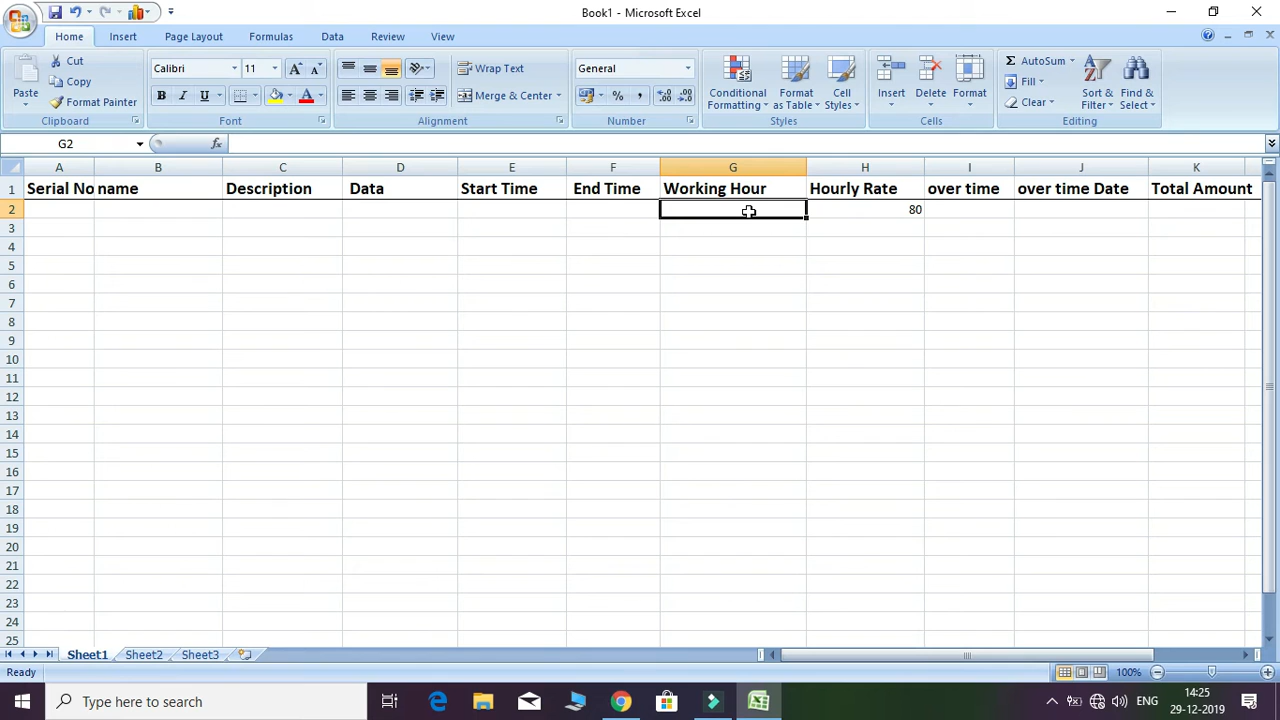 Book1 - Microsoft Excel
Home Insert Page Layout Formulas Data Review View
Paste
Cut
Copy
Format Painter
Clipboard
Calibri 11
B I U
Font
Wrap Text
Merge & Center
Alignment
General
% ,
Number
Conditional Formatting
Format as Table
Cell Styles
Styles
Insert Delete Format
Cells
Σ AutoSum
Fill
Clear
Sort & Filter
Find & Select
Editing
G2 fx
A B C D E F G H I J K
1 Serial No name Description Data Start Time End Time Working Hour Hourly Rate over time over time Date Total Amount
2 80
3
4
5
6
7
8
9
10
11
12
13
14
15
16
17
18
19
20
21
22
23
24
25
Sheet1 Sheet2 Sheet3
Ready 100%
Type here to search
ENG
14:25
29-12-2019